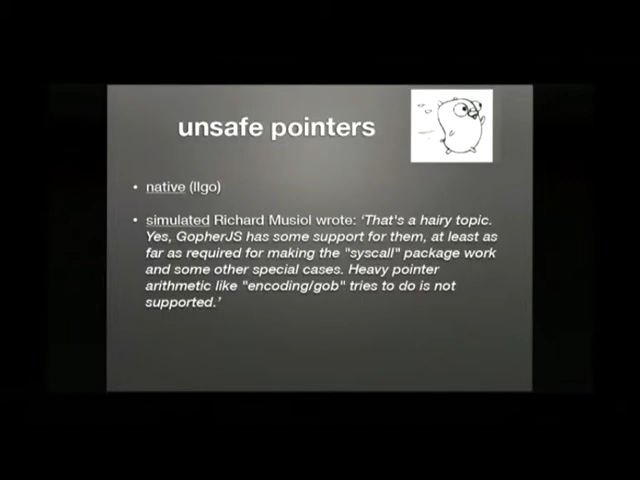 unsafe pointers
• native (llgo)
• simulated Richard Musiol wrote: ‘That's a hairy topic.
Yes, GopherJS has some support for them, at least as
far as required for making the "syscall" package work
and some other special cases. Heavy pointer
arithmetic like "encoding/gob" tries to do is not
supported.’